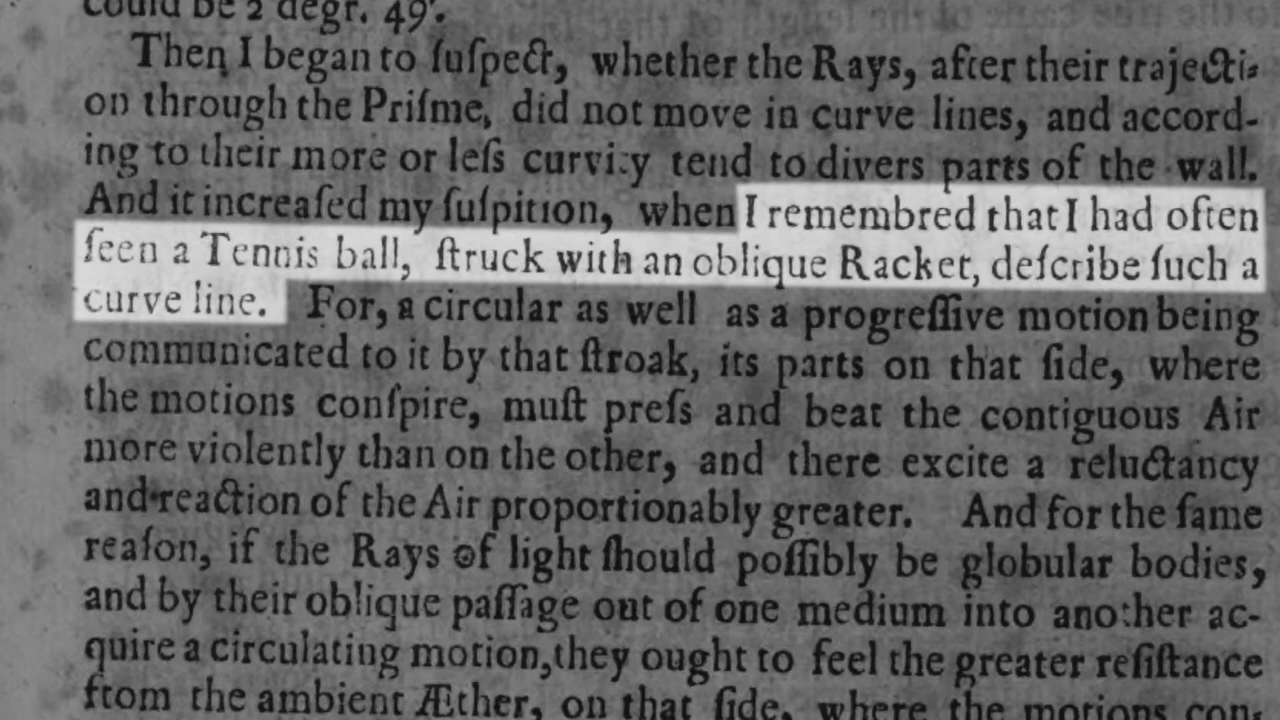 could be 2 degr. 49'.
Then I began to ſuſpect, whether the Rays, after their trajecti-
on through the Priſme, did not move in curve lines, and accord-
ing to their more or leſs curvity tend to divers parts of the wall.
And it increaſed my ſuſpition, when I remembred that I had often
ſeen a Tennis ball, ſtruck with an oblique Racket, deſcribe ſuch a
curve line. For, a circular as well as a progreſſive motion being
communicated to it by that ſtroak, its parts on that ſide, where
the motions conſpire, muſt preſs and beat the contiguous Air
more violently than on the other, and there excite a reluctancy
and reaction of the Air proportionably greater. And for the ſame
reaſon, if the Rays of light ſhould poſſibly be globular bodies,
and by their oblique paſſage out of one medium into another ac-
quire a circulating motion,they ought to feel the greater reſiſtance
from the ambient Æther, on that ſide, where the motions con-